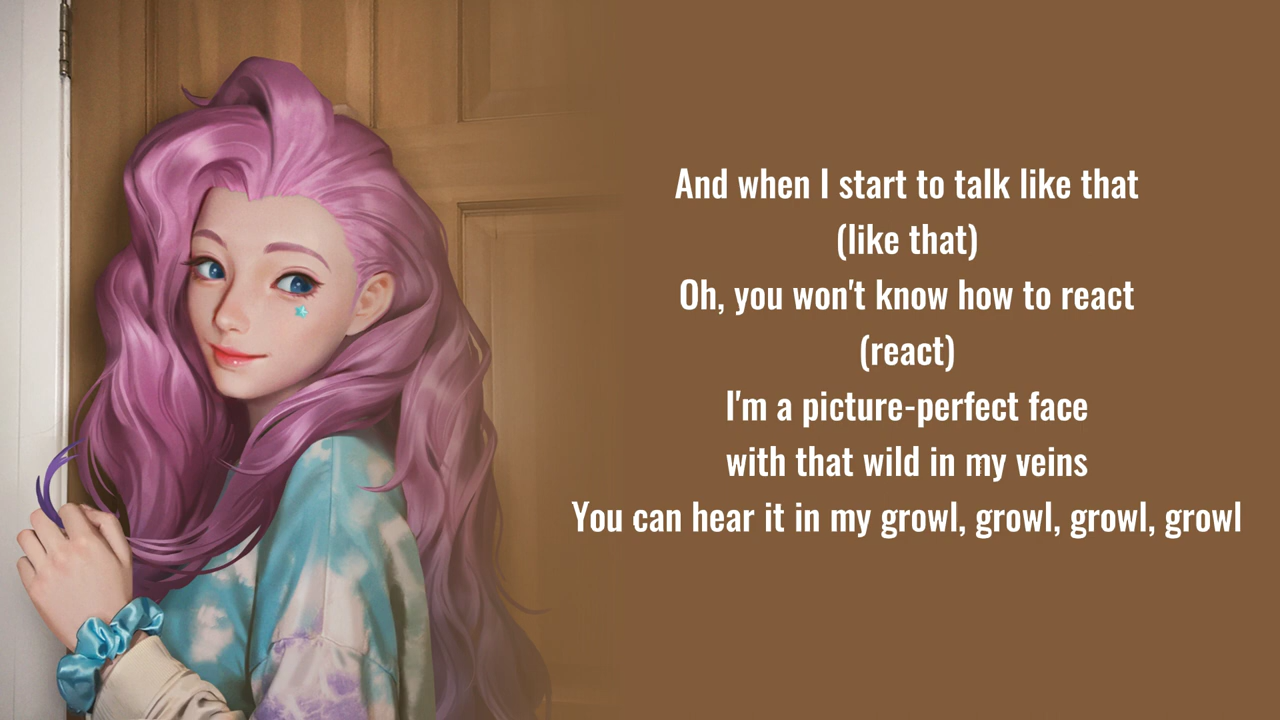 And when I start to talk like that
(like that)
Oh, you won't know how to react
(react)
I'm a picture-perfect face
with that wild in my veins
You can hear it in my growl, growl, growl, growl